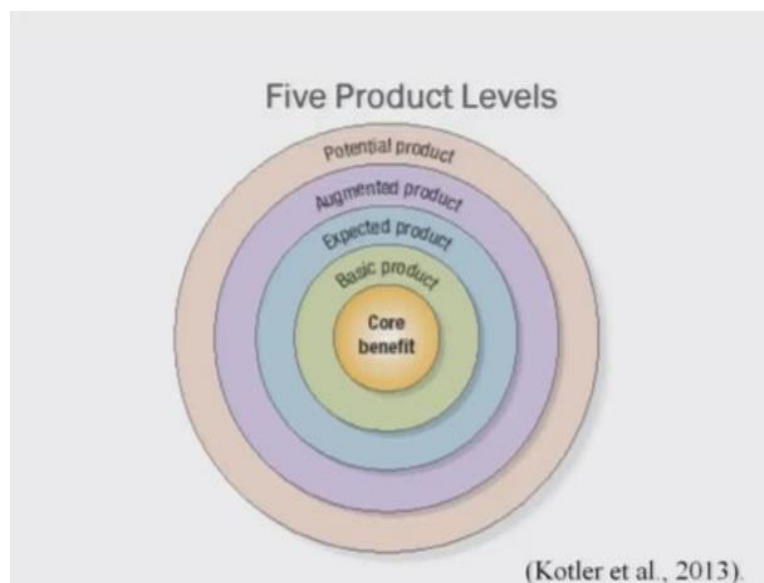 Five Product Levels
Potential product
Augmented product
Expected product
Basic product
Core
benefit
(Kotler et al., 2013).